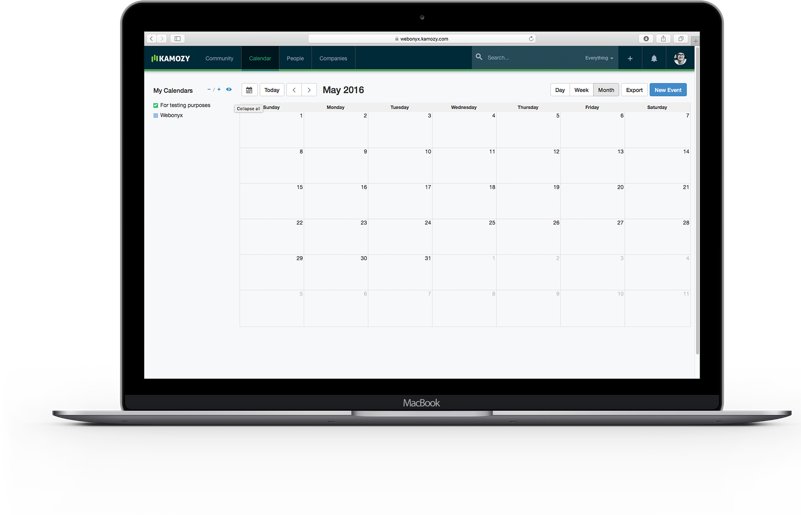 webonyx.kamozy.com
KAMOZY Community Calendar People Companies Search... Everything
My Calendars - / + Today < > May 2016 Day Week Month Export New Event
For testing purposes
Collapse all
Webonyx
Sunday Monday Tuesday Wednesday Thursday Friday Saturday
1 2 3 4 5 6 7
8 9 10 11 12 13 14
15 16 17 18 19 20 21
22 23 24 25 26 27 28
29 30 31 1 2 3 4
5 6 7 8 9 10 11
MacBook